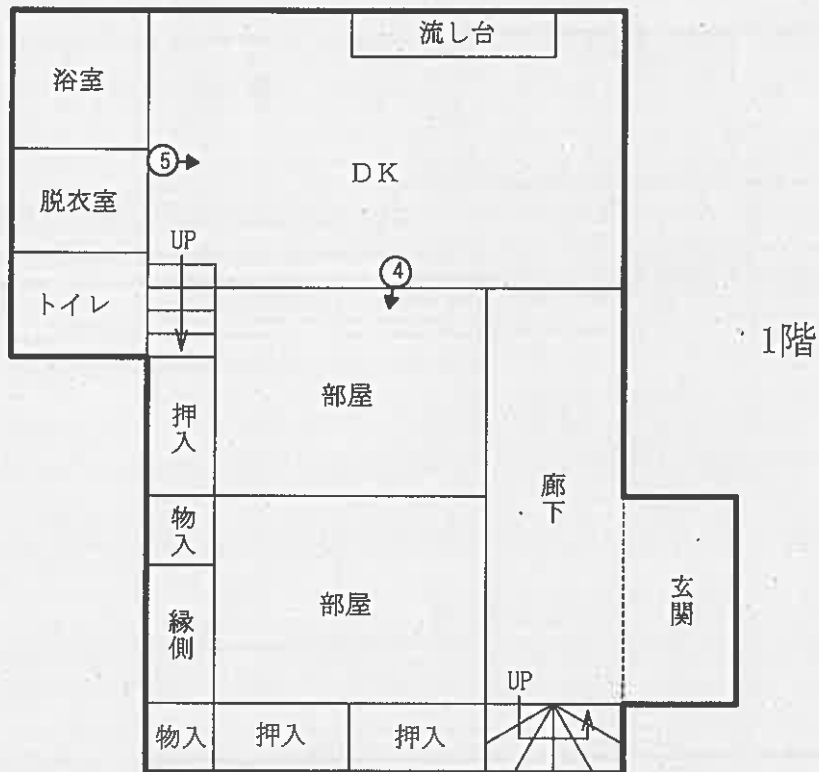 流し台
浴室
⑤
DK
脱衣室
UP
④
トイレ
1階
部屋
押入
廊下
物入
部屋
玄関
縁側
UP
物入
押入
押入